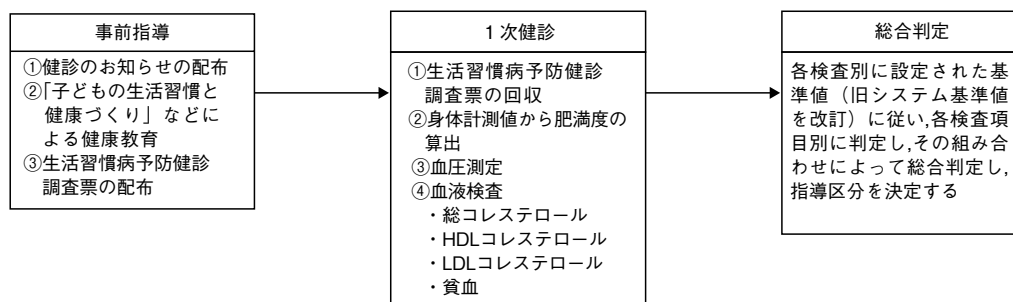 事前指導
①健診のお知らせの配布
②「子どもの生活習慣と
健康づくり」などに
よる健康教育
③生活習慣病予防健診
調査票の配布
1次健診
①生活習慣病予防健診
調査票の回収
②身体計測値から肥満度の
算出
③血圧測定
④血液検査
・総コレステロール
・HDLコレステロール
・LDLコレステロール
・貧血
総合判定
各検査別に設定された基
準値（旧システム基準値
を改訂）に従い,各検査項
目別に判定し,その組み合
わせによって総合判定し,
指導区分を決定する